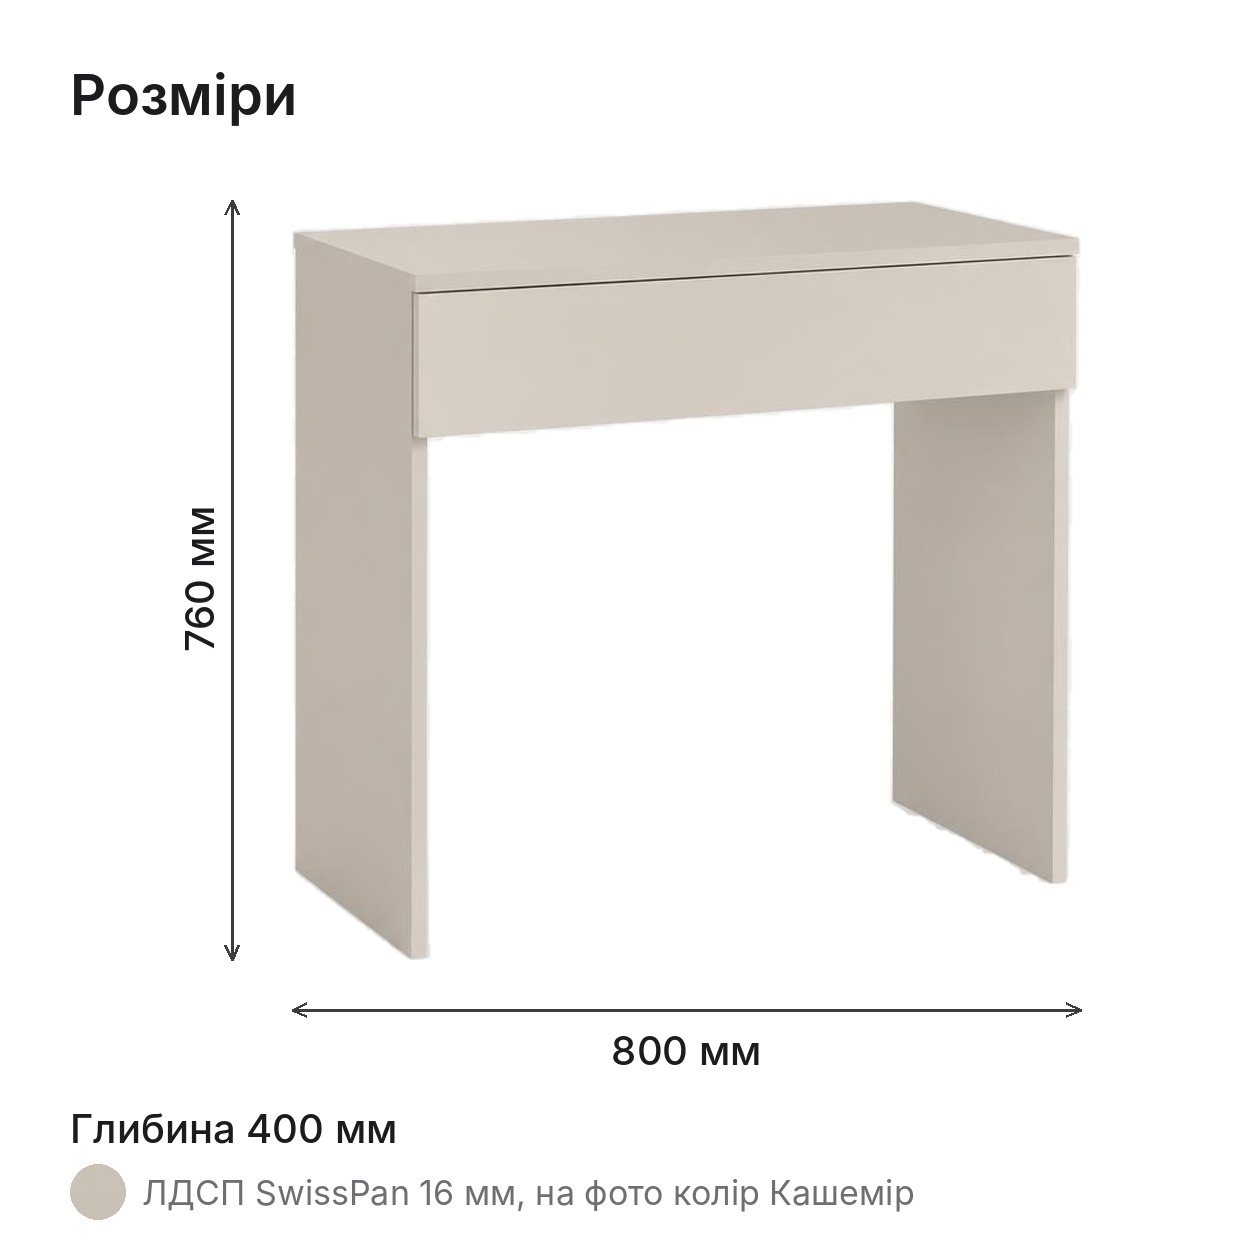 Розміри
760 мм
800 мм
Глибина 400 мм
ЛДСП SwissPan 16 мм, на фото колір Кашемір